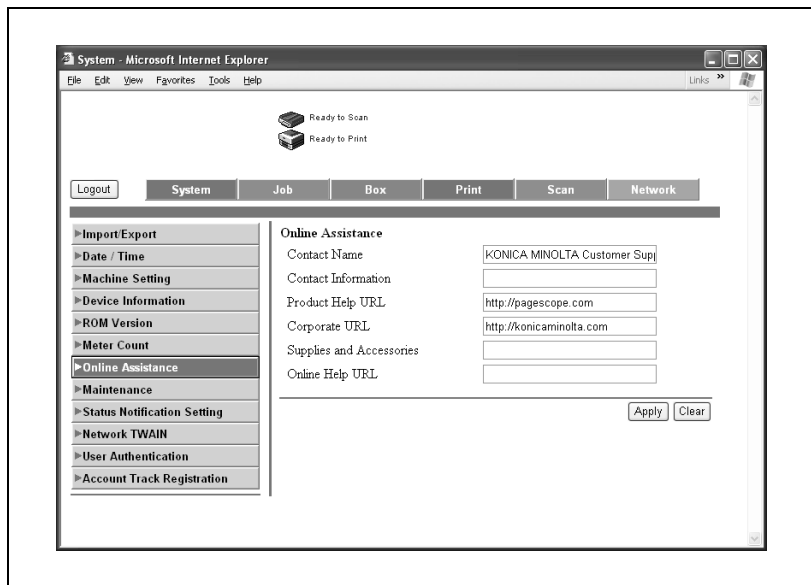 System - Microsoft Internet Explorer
File Edit View Favorites Tools Help Links »
Ready to Scan
Ready to Print
Logout System Job Box Print Scan Network
Import/Export
Date / Time
Machine Setting
Device Information
ROM Version
Meter Count
Online Assistance
Maintenance
Status Notification Setting
Network TWAIN
User Authentication
Account Track Registration
Online Assistance
Contact Name KONICA MINOLTA Customer Supp
Contact Information
Product Help URL http://pagescope.com
Corporate URL http://konicaminolta.com
Supplies and Accessories
Online Help URL
Apply Clear